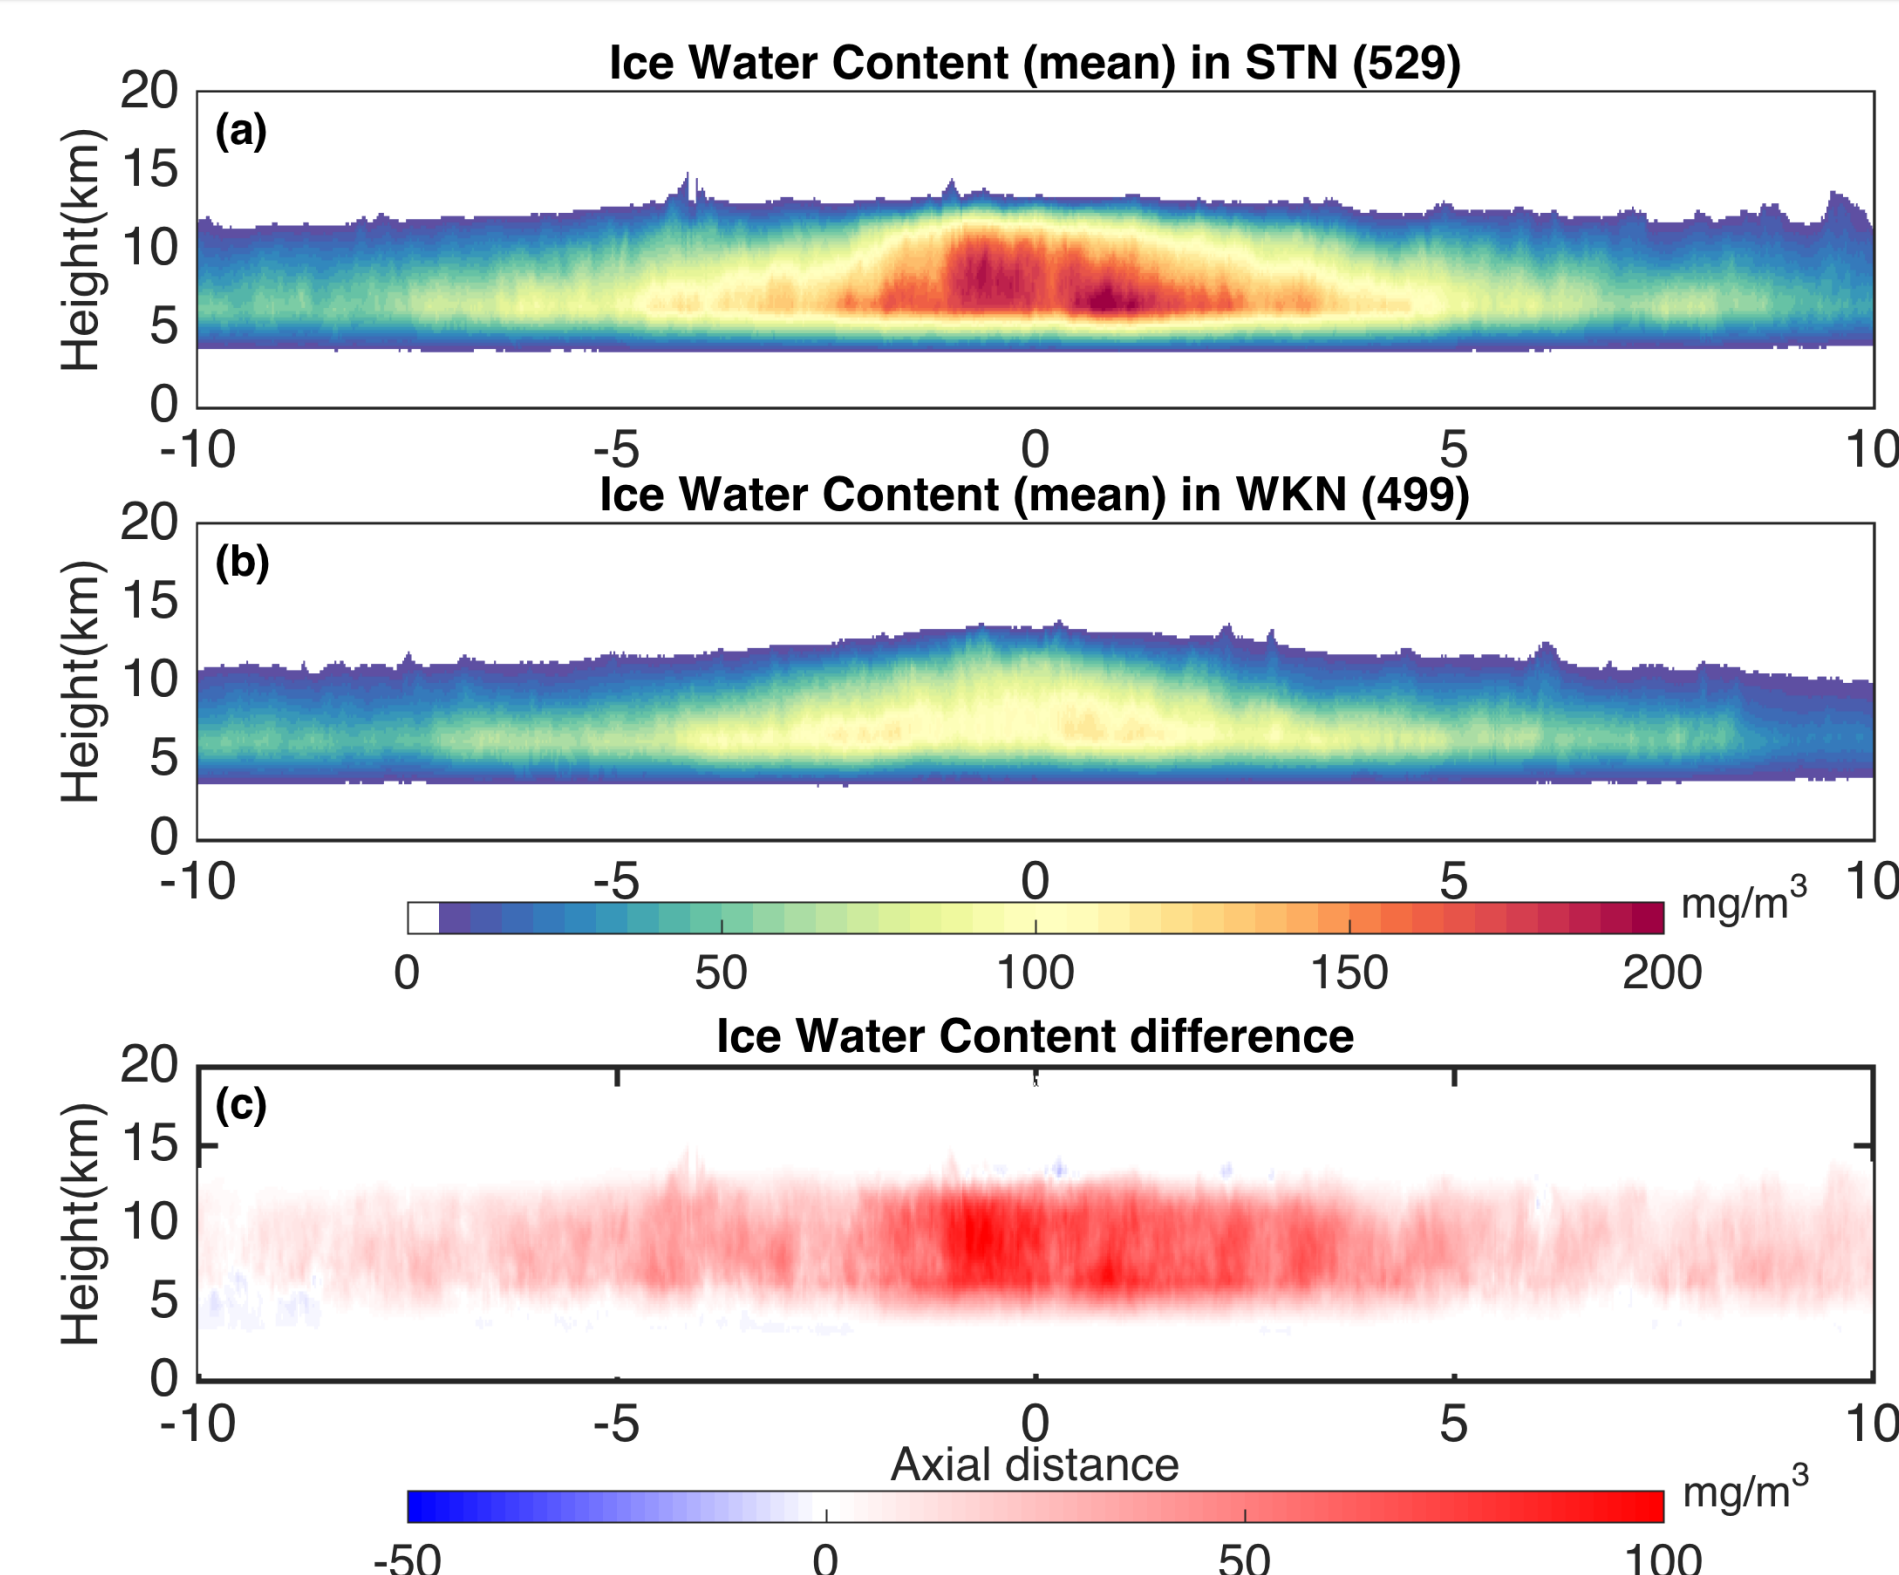 Ice Water Content (mean) in STN (529)
20
(a)
15
10
5
0
Height(km)
-10 -5 0 5 10
Ice Water Content (mean) in WKN (499)
20
(b)
15
10
5
0
Height(km)
-10 -5 0 5 10
mg/m³
0 50 100 150 200
Ice Water Content difference
20
(c)
15
10
5
0
Height(km)
-10 -5 0 5 10
Axial distance
mg/m³
-50 0 50 100